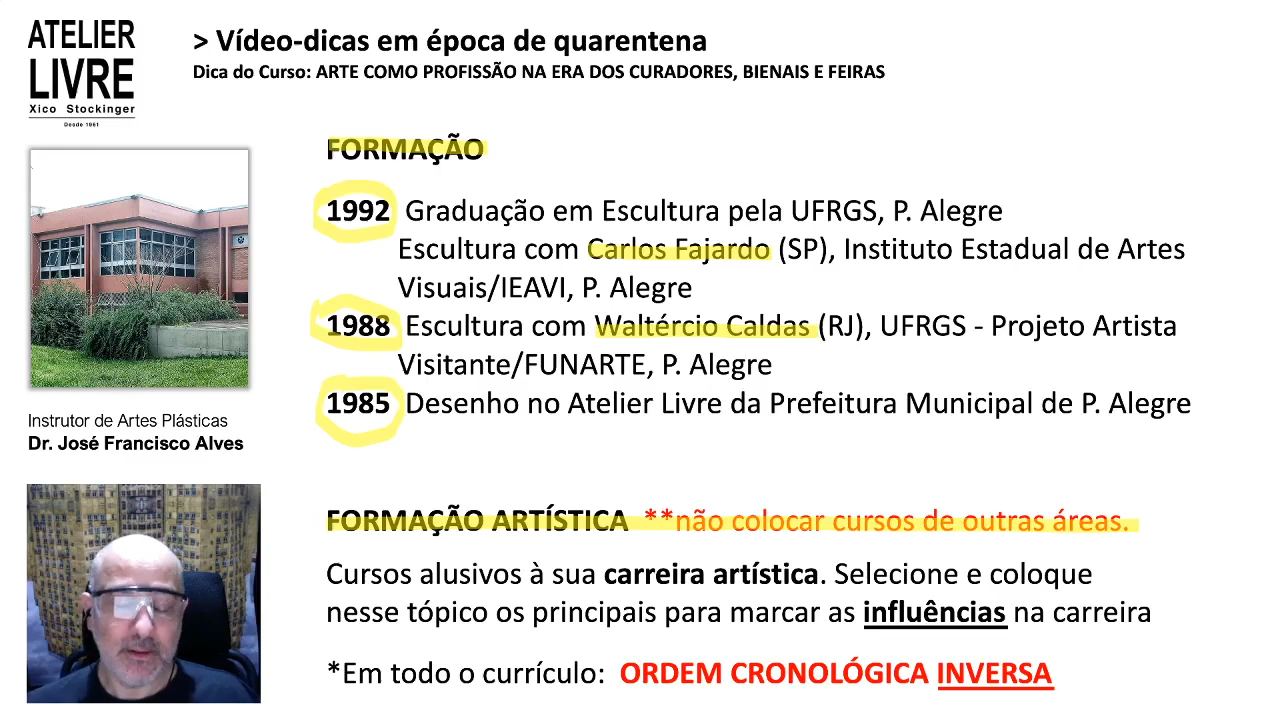 ATELIER
LIVRE
Xico Stockinger
Desde 1961
> Vídeo-dicas em época de quarentena
Dica do Curso: ARTE COMO PROFISSÃO NA ERA DOS CURADORES, BIENAIS E FEIRAS
FORMAÇÃO
1992 Graduação em Escultura pela UFRGS, P. Alegre
Escultura com Carlos Fajardo (SP), Instituto Estadual de Artes
Visuais/IEAVI, P. Alegre
1988 Escultura com Waltércio Caldas (RJ), UFRGS - Projeto Artista
Visitante/FUNARTE, P. Alegre
1985 Desenho no Atelier Livre da Prefeitura Municipal de P. Alegre
Instrutor de Artes Plásticas
Dr. José Francisco Alves
FORMAÇÃO ARTÍSTICA **não colocar cursos de outras áreas.
Cursos alusivos à sua carreira artística. Selecione e coloque
nesse tópico os principais para marcar as influências na carreira
*Em todo o currículo: ORDEM CRONOLÓGICA INVERSA